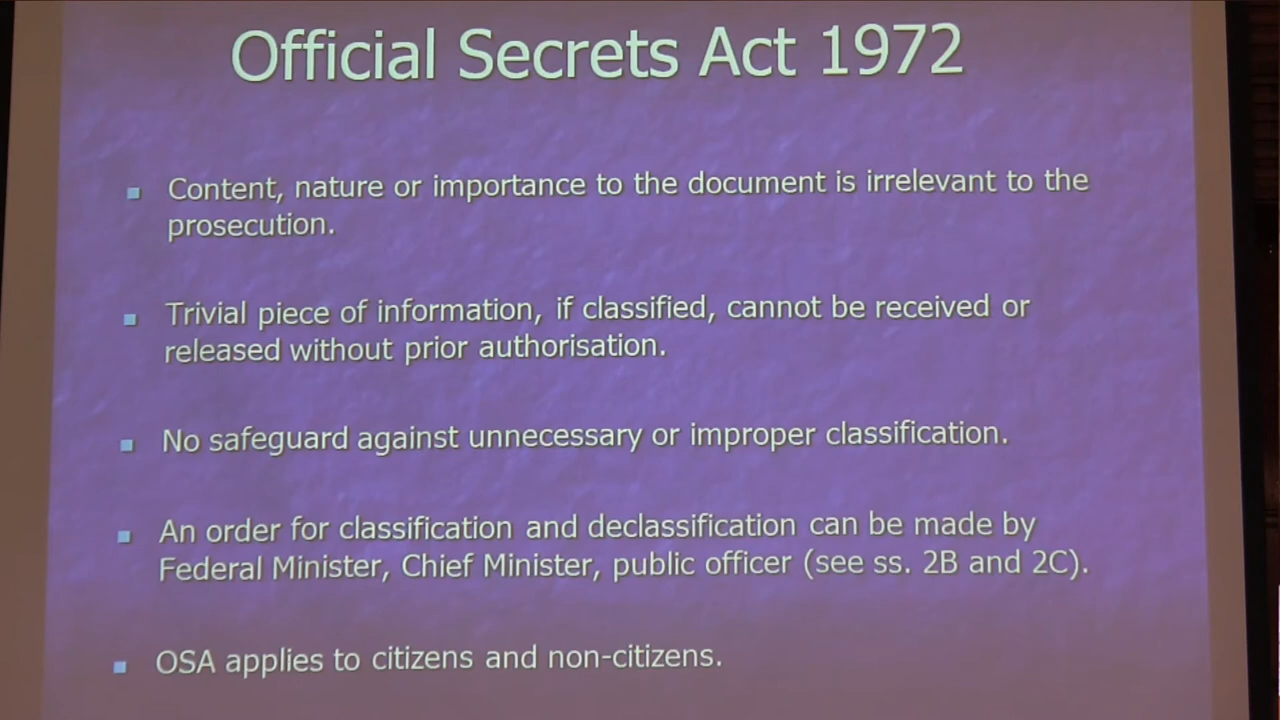 Official Secrets Act 1972
Content, nature or importance to the document is irrelevant to the
prosecution.
Trivial piece of information, if classified, cannot be received or
released without prior authorisation.
No safeguard against unnecessary or improper classification.
An order for classification and declassification can be made by
Federal Minister, Chief Minister, public officer (see ss. 2B and 2C).
OSA applies to citizens and non-citizens.